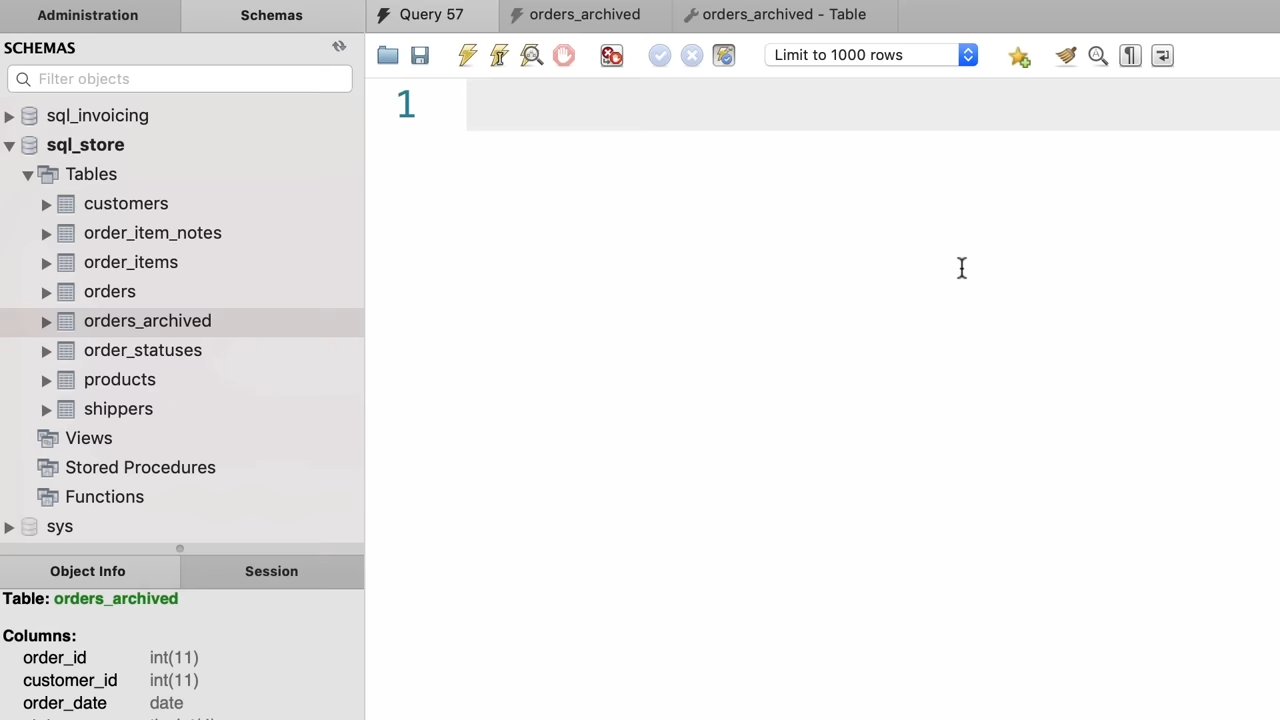 Administration
Schemas
Query 57
orders_archived
orders_archived - Table
SCHEMAS
Filter objects
Limit to 1000 rows
1
sql_invoicing
sql_store
Tables
customers
order_item_notes
order_items
orders
orders_archived
order_statuses
products
shippers
Views
Stored Procedures
Functions
sys
Object Info
Session
Table: orders_archived
Columns:
order_id int(11)
customer_id int(11)
order_date date